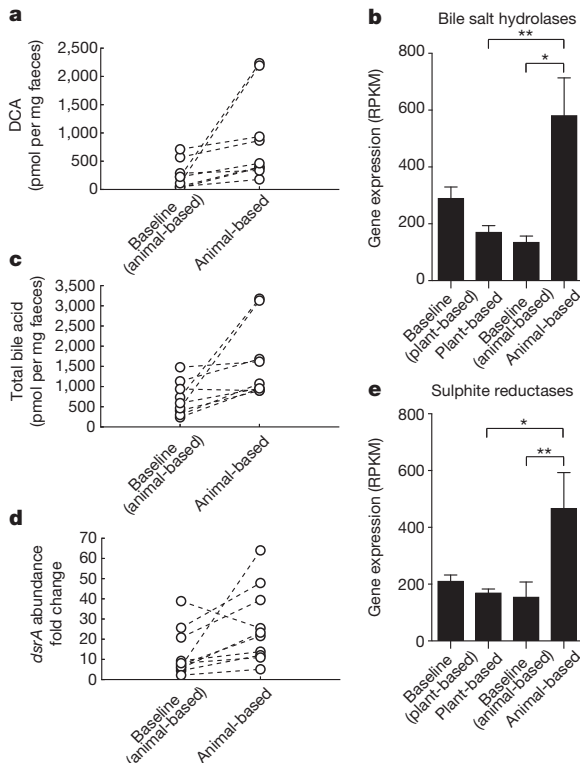 a
DCA
(pmol per mg faeces)
2,500
2,000
1,500
1,000
500
0
Baseline
(animal-based)
Animal-based
b
Bile salt hydrolases
**
*
Gene expression (RPKM)
800
600
400
200
0
Baseline
(plant-based)
Plant-based
Baseline
(animal-based)
Animal-based
c
Total bile acid
(pmol per mg faeces)
3,500
3,000
2,500
2,000
1,500
1,000
500
0
Baseline
(animal-based)
Animal-based
d
dsrA abundance
fold change
70
60
50
40
30
20
10
0
Baseline
(animal-based)
Animal-based
e
Sulphite reductases
*
**
Gene expression (RPKM)
800
600
400
200
0
Baseline
(plant-based)
Plant-based
Baseline
(animal-based)
Animal-based